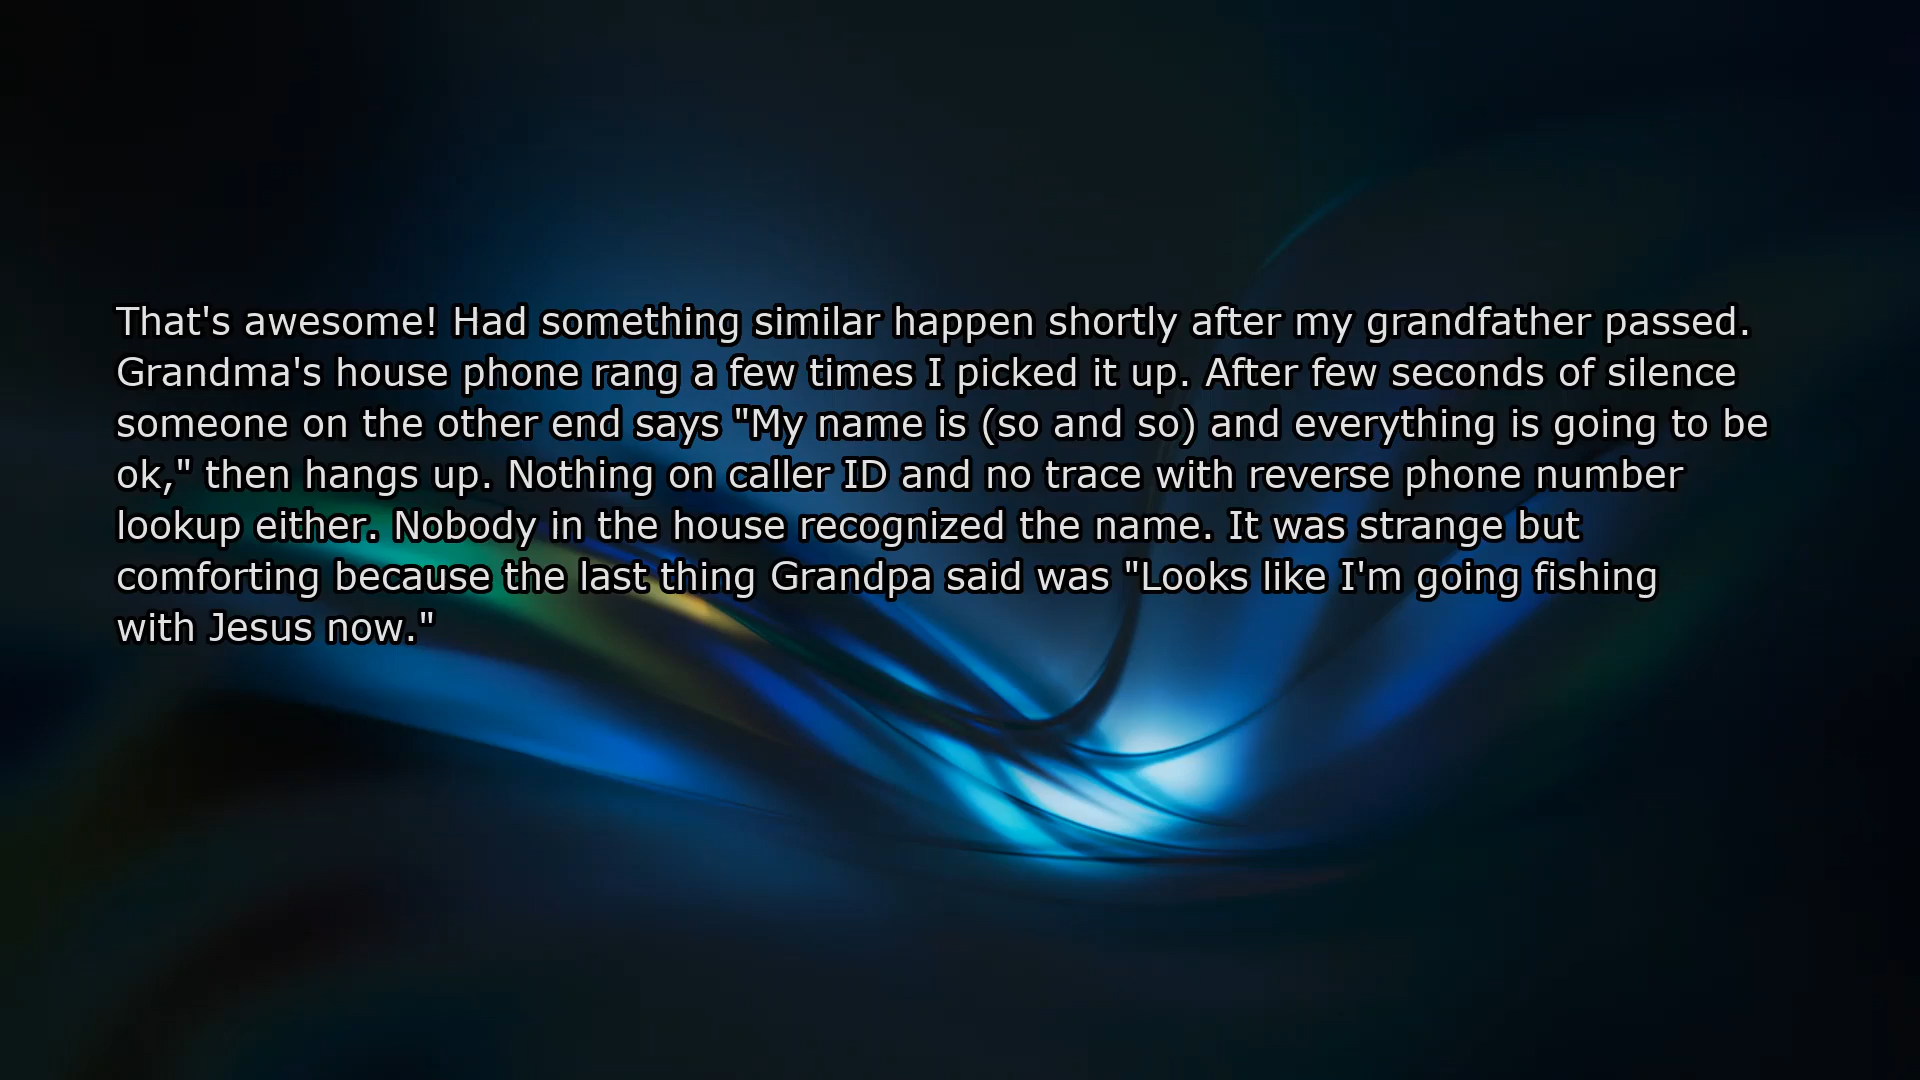 That's awesome! Had something similar happen shortly after my grandfather passed.
Grandma's house phone rang a few times I picked it up. After few seconds of silence
someone on the other end says "My name is (so and so) and everything is going to be
ok," then hangs up. Nothing on caller ID and no trace with reverse phone number
lookup either. Nobody in the house recognized the name. It was strange but
comforting because the last thing Grandpa said was "Looks like I'm going fishing
with Jesus now."